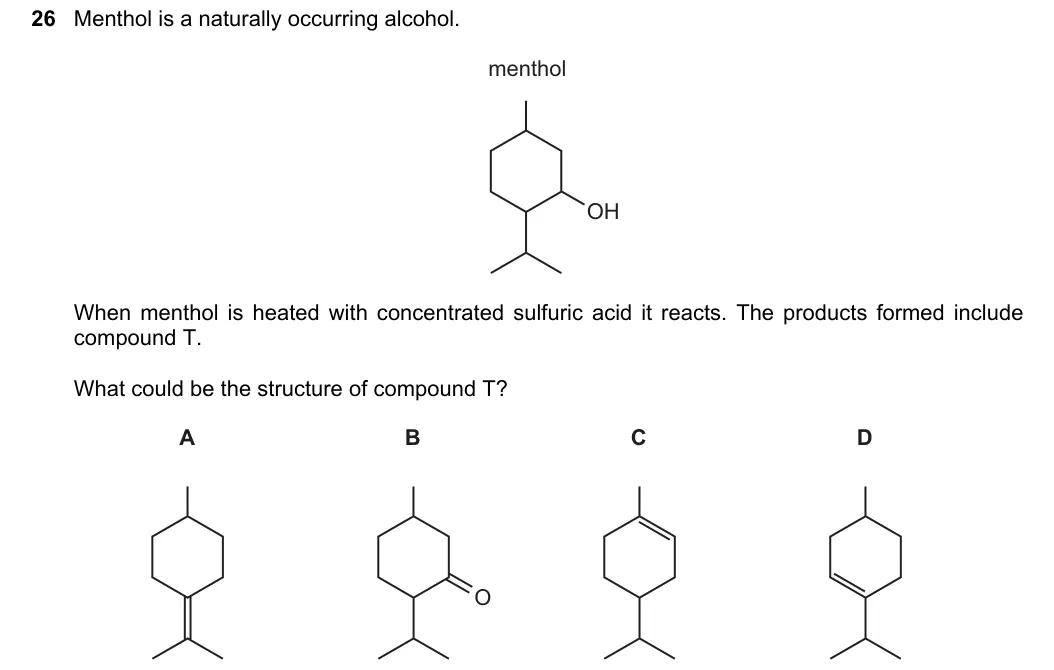 26 Menthol is a naturally occurring alcohol.
menthol
OH
When menthol is heated with concentrated sulfuric acid it reacts. The products formed include
compound T.
What could be the structure of compound T?
A B C D
O